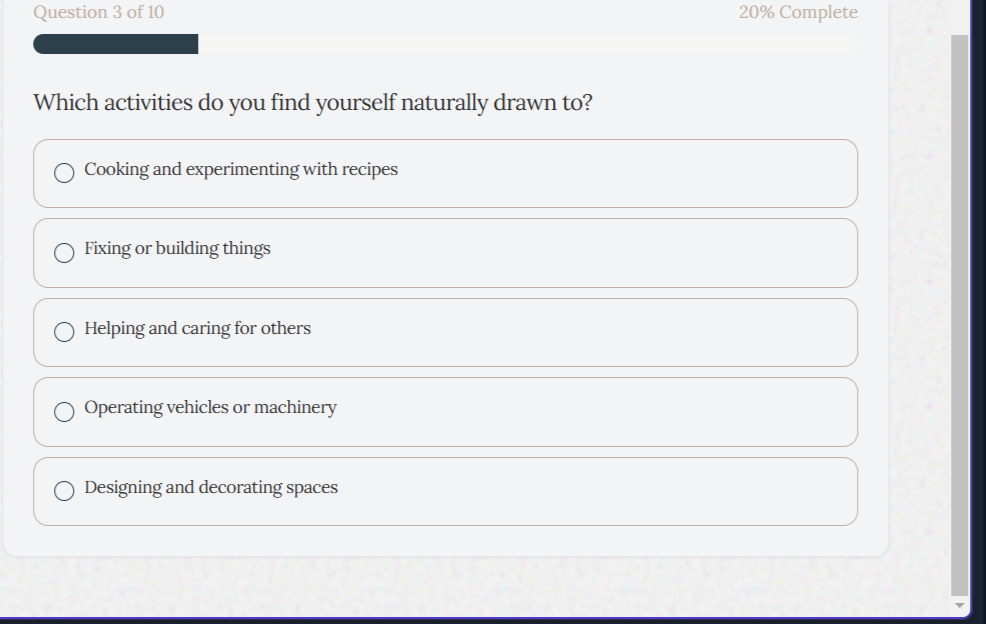 Question 3 of 10
20% Complete
Which activities do you find yourself naturally drawn to?
Cooking and experimenting with recipes
Fixing or building things
Helping and caring for others
Operating vehicles or machinery
Designing and decorating spaces